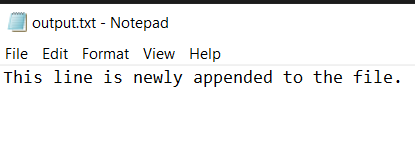 output.txt - Notepad
File Edit Format View Help
This line is newly appended to the file.